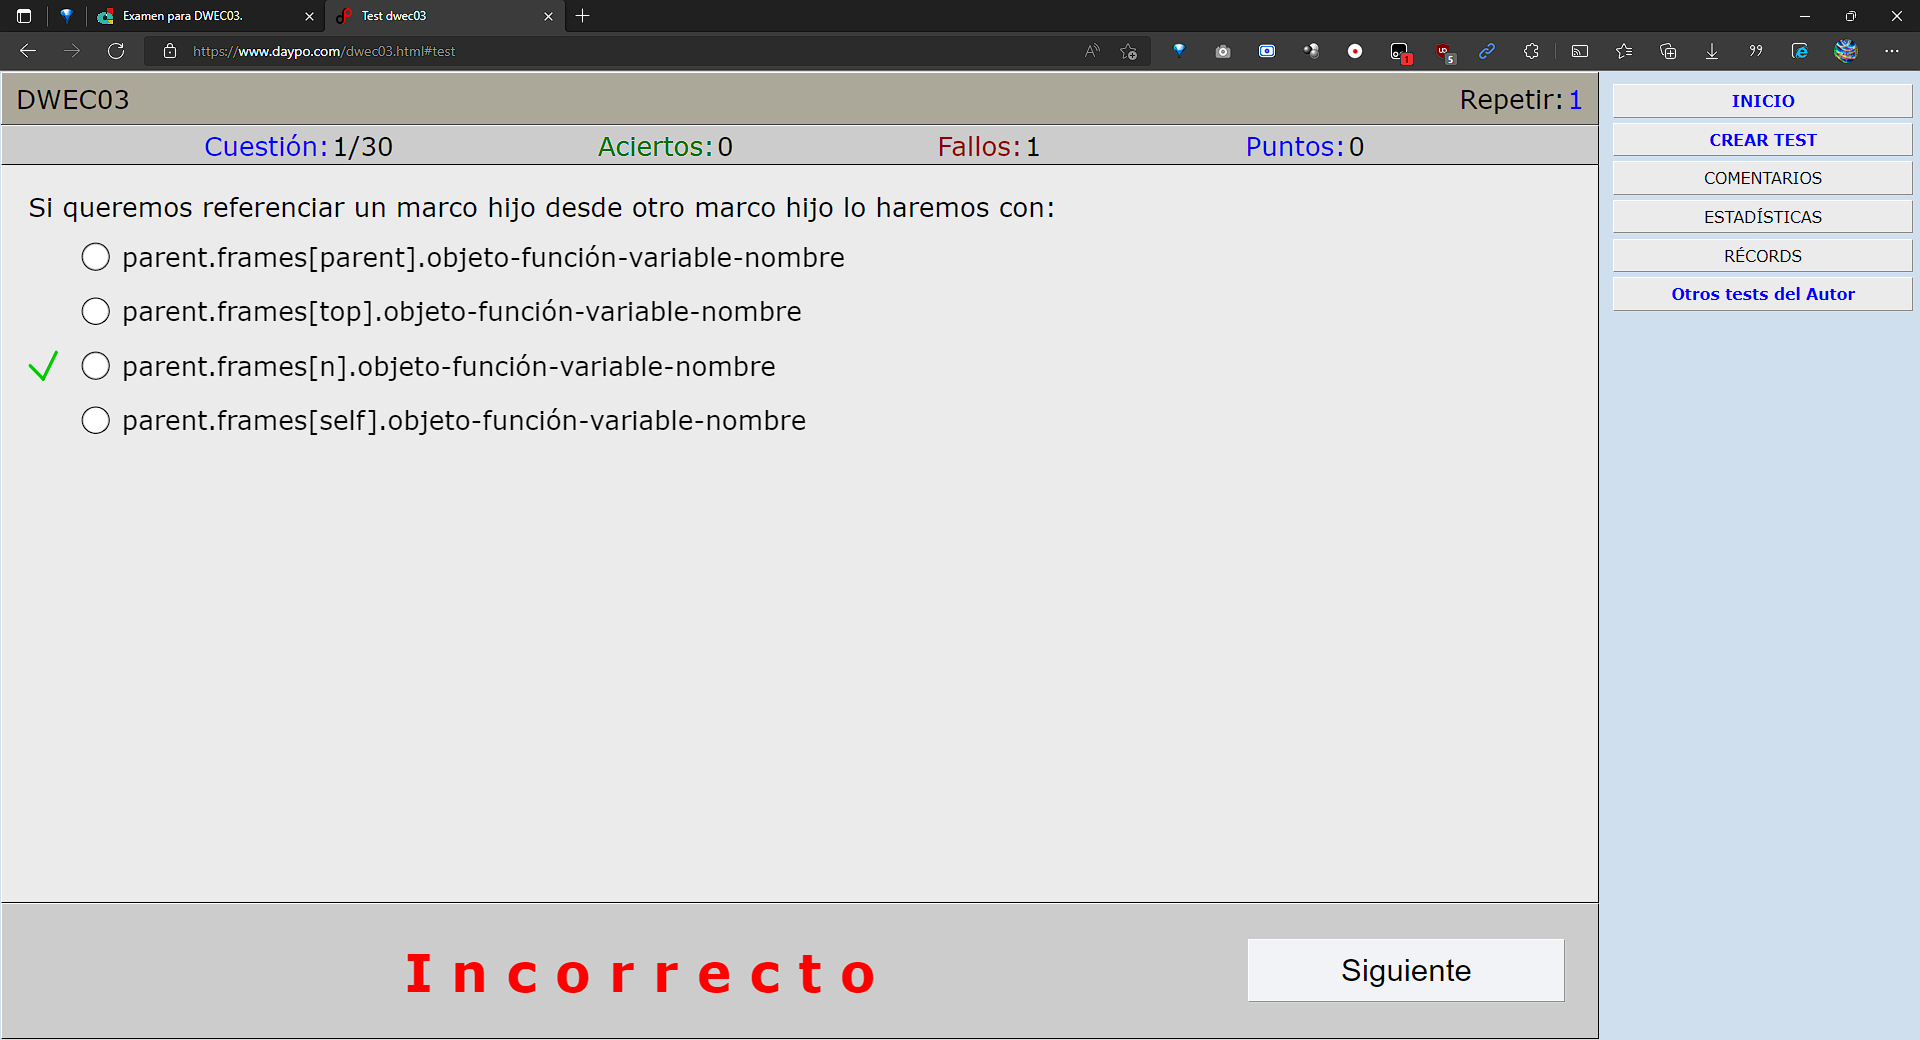 Examen para DWEC03.
Test dwec03
https://www.daypo.com/dwec03.html#test
1
5
DWEC03
Repetir: 1
Cuestión: 1/30
Aciertos: 0
Fallos: 1
Puntos: 0
Si queremos referenciar un marco hijo desde otro marco hijo lo haremos con:
parent.frames[parent].objeto-función-variable-nombre
parent.frames[top].objeto-función-variable-nombre
parent.frames[n].objeto-función-variable-nombre
parent.frames[self].objeto-función-variable-nombre
Incorrecto
Siguiente
INICIO
CREAR TEST
COMENTARIOS
ESTADÍSTICAS
RÉCORDS
Otros tests del Autor